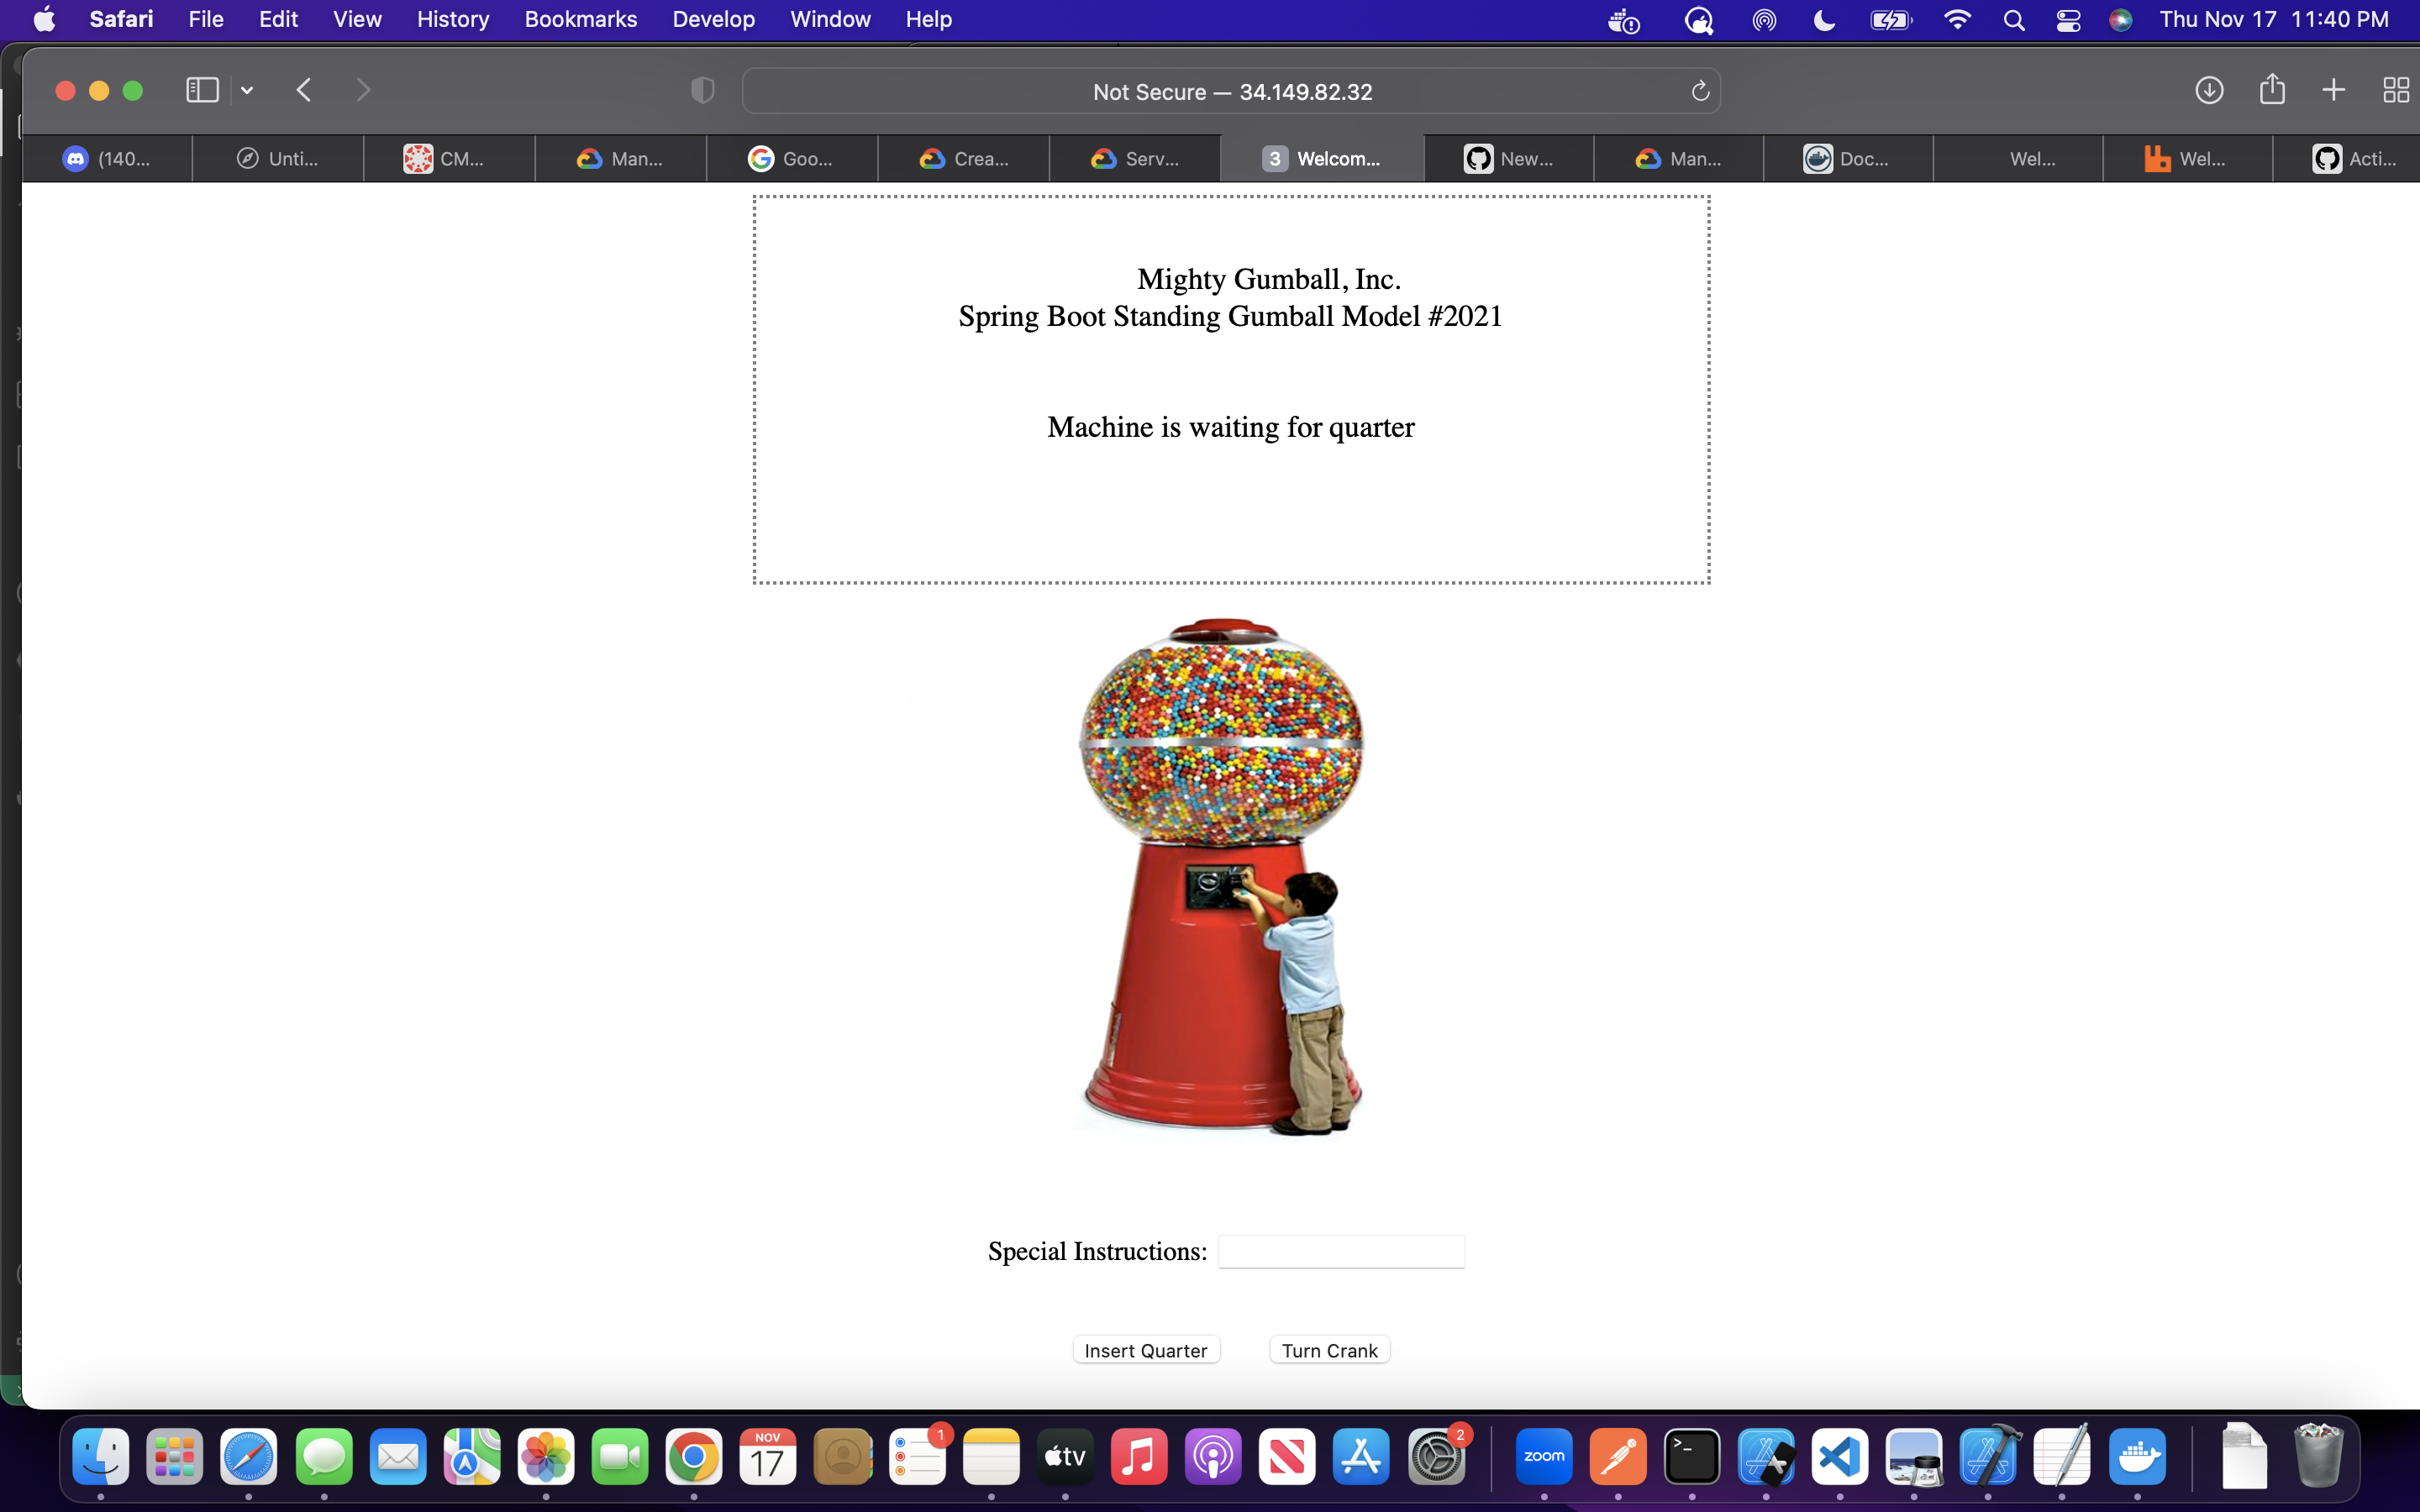 Safari File Edit View History Bookmarks Develop Window Help Thu Nov 17 11:40 PM
Not Secure — 34.149.82.32
(140... Unti... CM... Man... Goo... Crea... Serv... 3 Welcom... New... Man... Doc... Wel... Wel... Acti...
Mighty Gumball, Inc.
Spring Boot Standing Gumball Model #2021
Machine is waiting for quarter
Special Instructions:
Insert Quarter Turn Crank
NOV
17
1
tv
2
zoom
>_